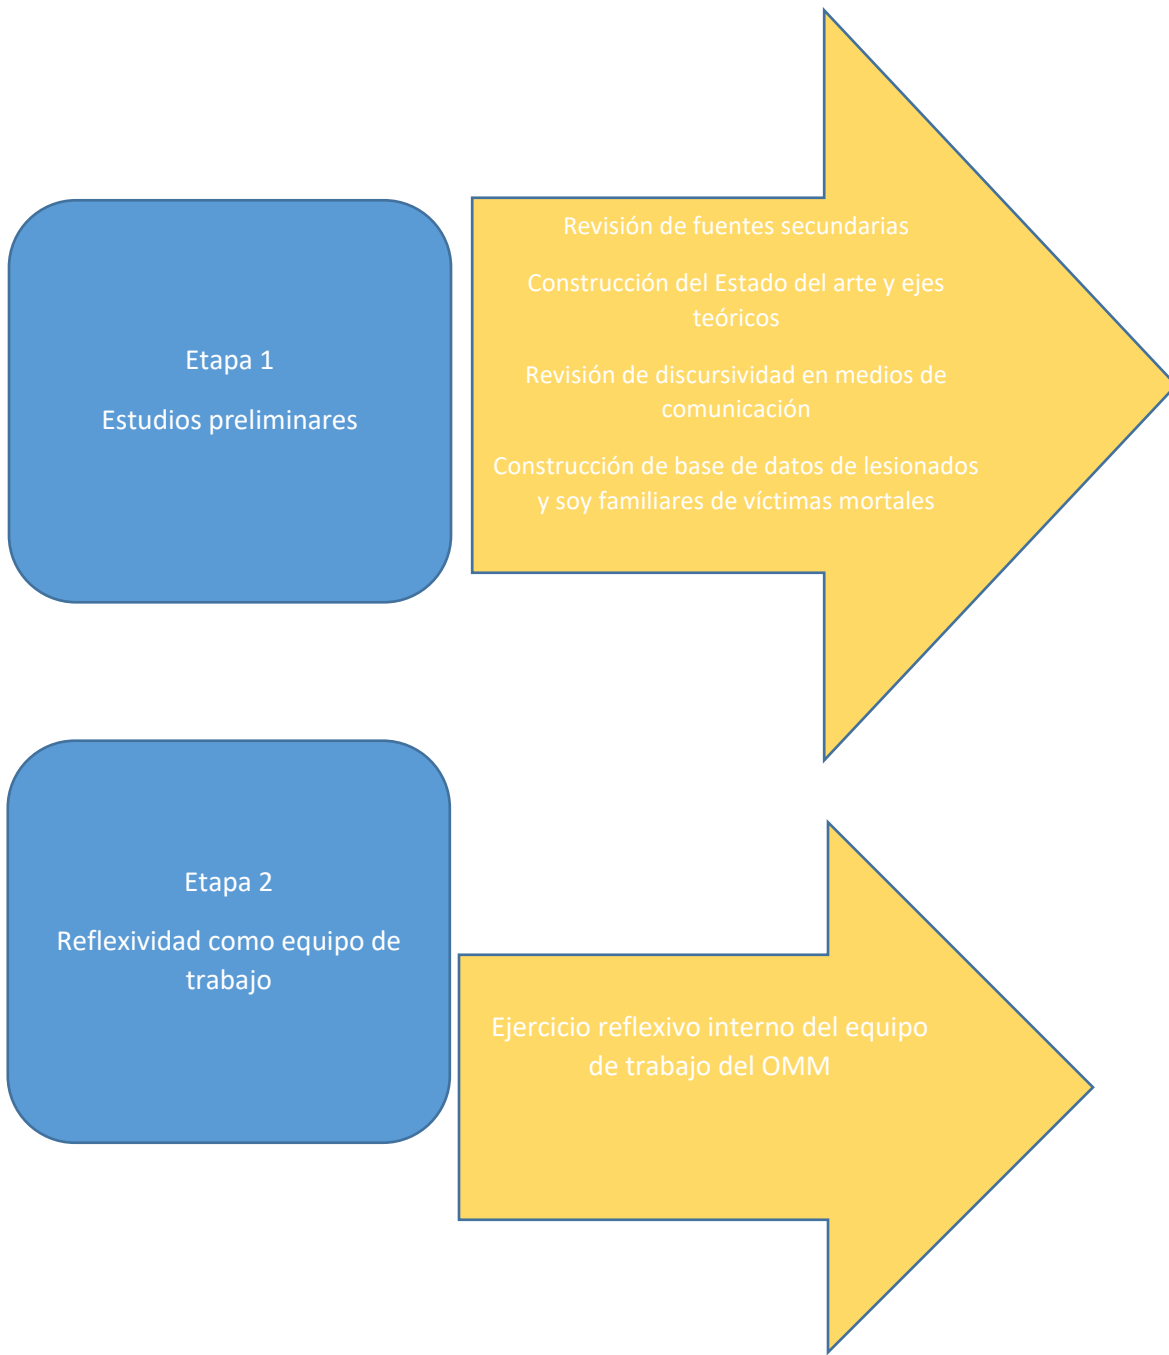 Etapa 1
Estudios preliminares
Revisión de fuentes secundarias
Construcción del Estado del arte y ejes
teóricos
Revisión de discursividad en medios de
comunicación
Construcción de base de datos de lesionados
y soy familiares de víctimas mortales
Etapa 2
Reflexividad como equipo de
trabajo
Ejercicio reflexivo interno del equipo
de trabajo del OMM